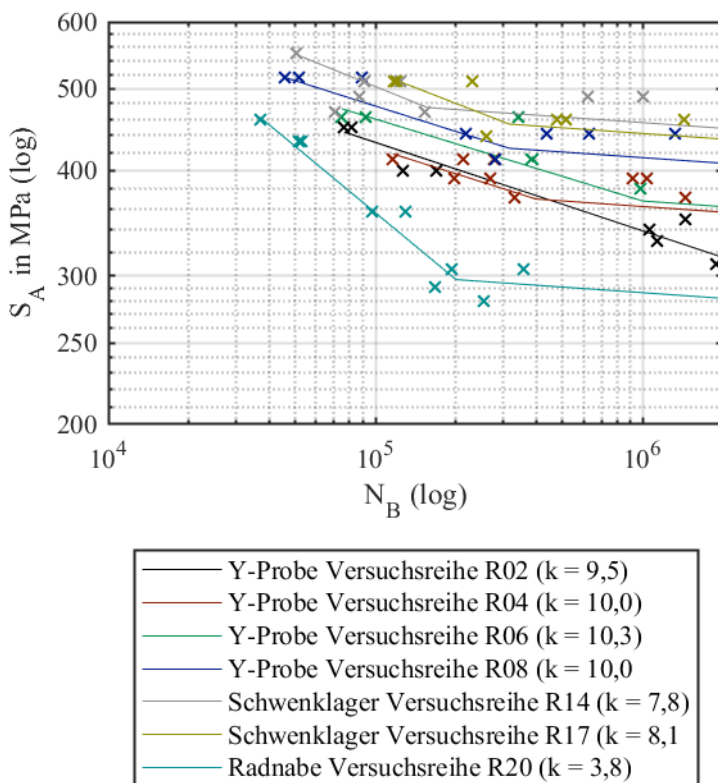 600
500
400
300
250
200
S_A in MPa (log)
10^4
10^5
10^6
N_B (log)
Y-Probe Versuchsreihe R02 (k = 9,5)
Y-Probe Versuchsreihe R04 (k = 10,0)
Y-Probe Versuchsreihe R06 (k = 10,3)
Y-Probe Versuchsreihe R08 (k = 10,0
Schwenklager Versuchsreihe R14 (k = 7,8)
Schwenklager Versuchsreihe R17 (k = 8,1
Radnabe Versuchsreihe R20 (k = 3,8)